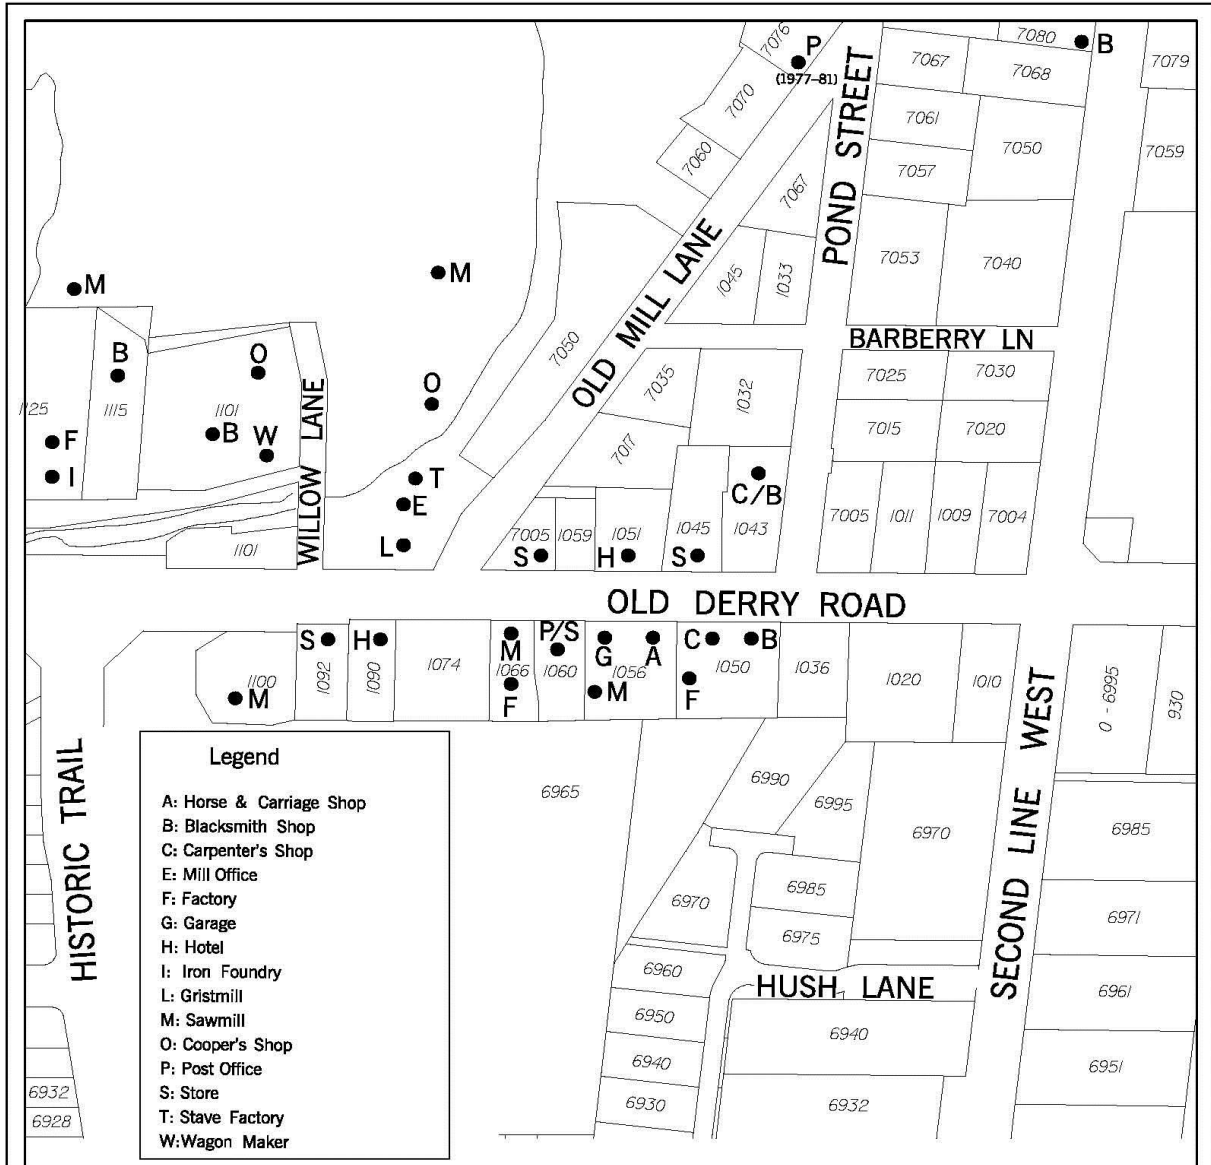 7076
P
(1977-81)
7080
B
7079
7067
7068
7070
POND STREET
7061
7050
7059
7060
7057
7067
OLD MILL LANE
7053
7040
1045
1033
M
M
BARBERRY LN
7050
B
O
7035
1032
7025
7030
O
1125
1115
1101
WILLOW LANE
7015
7020
F
B
W
7017
I
T
C/B
E
7005
1059
1051
1045
1043
7005
1011
1009
7004
1101
L
S
H
S
OLD DERRY ROAD
S
H
M
P/S
G
A
C
B
1100
1092
1090
1074
1066
1060
1056
1050
1036
1020
1010
0 - 6995
930
M
F
M
F
SECOND LINE WEST
HISTORIC TRAIL
Legend
A: Horse & Carriage Shop
B: Blacksmith Shop
C: Carpenter's Shop
E: Mill Office
F: Factory
G: Garage
H: Hotel
I: Iron Foundry
L: Gristmill
M: Sawmill
O: Cooper's Shop
P: Post Office
S: Store
T: Stave Factory
W:Wagon Maker
6965
6990
6995
6970
6985
6970
6985
6971
6975
6960
HUSH LANE
6961
6950
6940
6940
6951
6930
6932
6932
6928